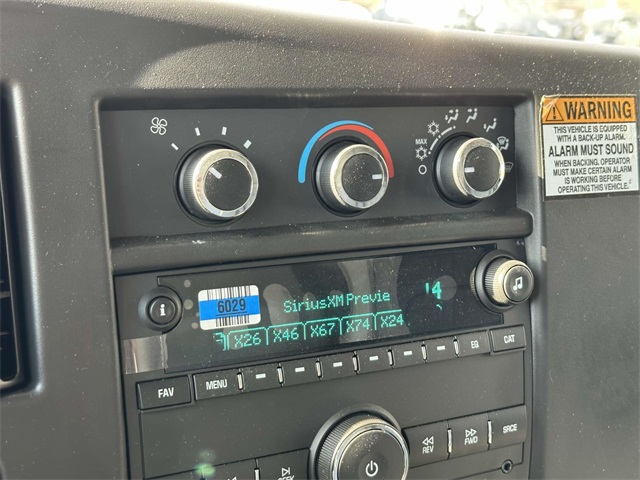 WARNING
THIS VEHICLE IS EQUIPPED
WITH A BACK-UP ALARM.
ALARM MUST SOUND
WHEN BACKING. OPERATOR
MUST MAKE CERTAIN ALARM
IS WORKING BEFORE
OPERATING THIS VEHICLE.
MAX
6029
SiriusXM Previe
X26 X46 X67 X74 X24
i
FAV
MENU
EQ
CAT
REV
FWD
SRCE
SEEK